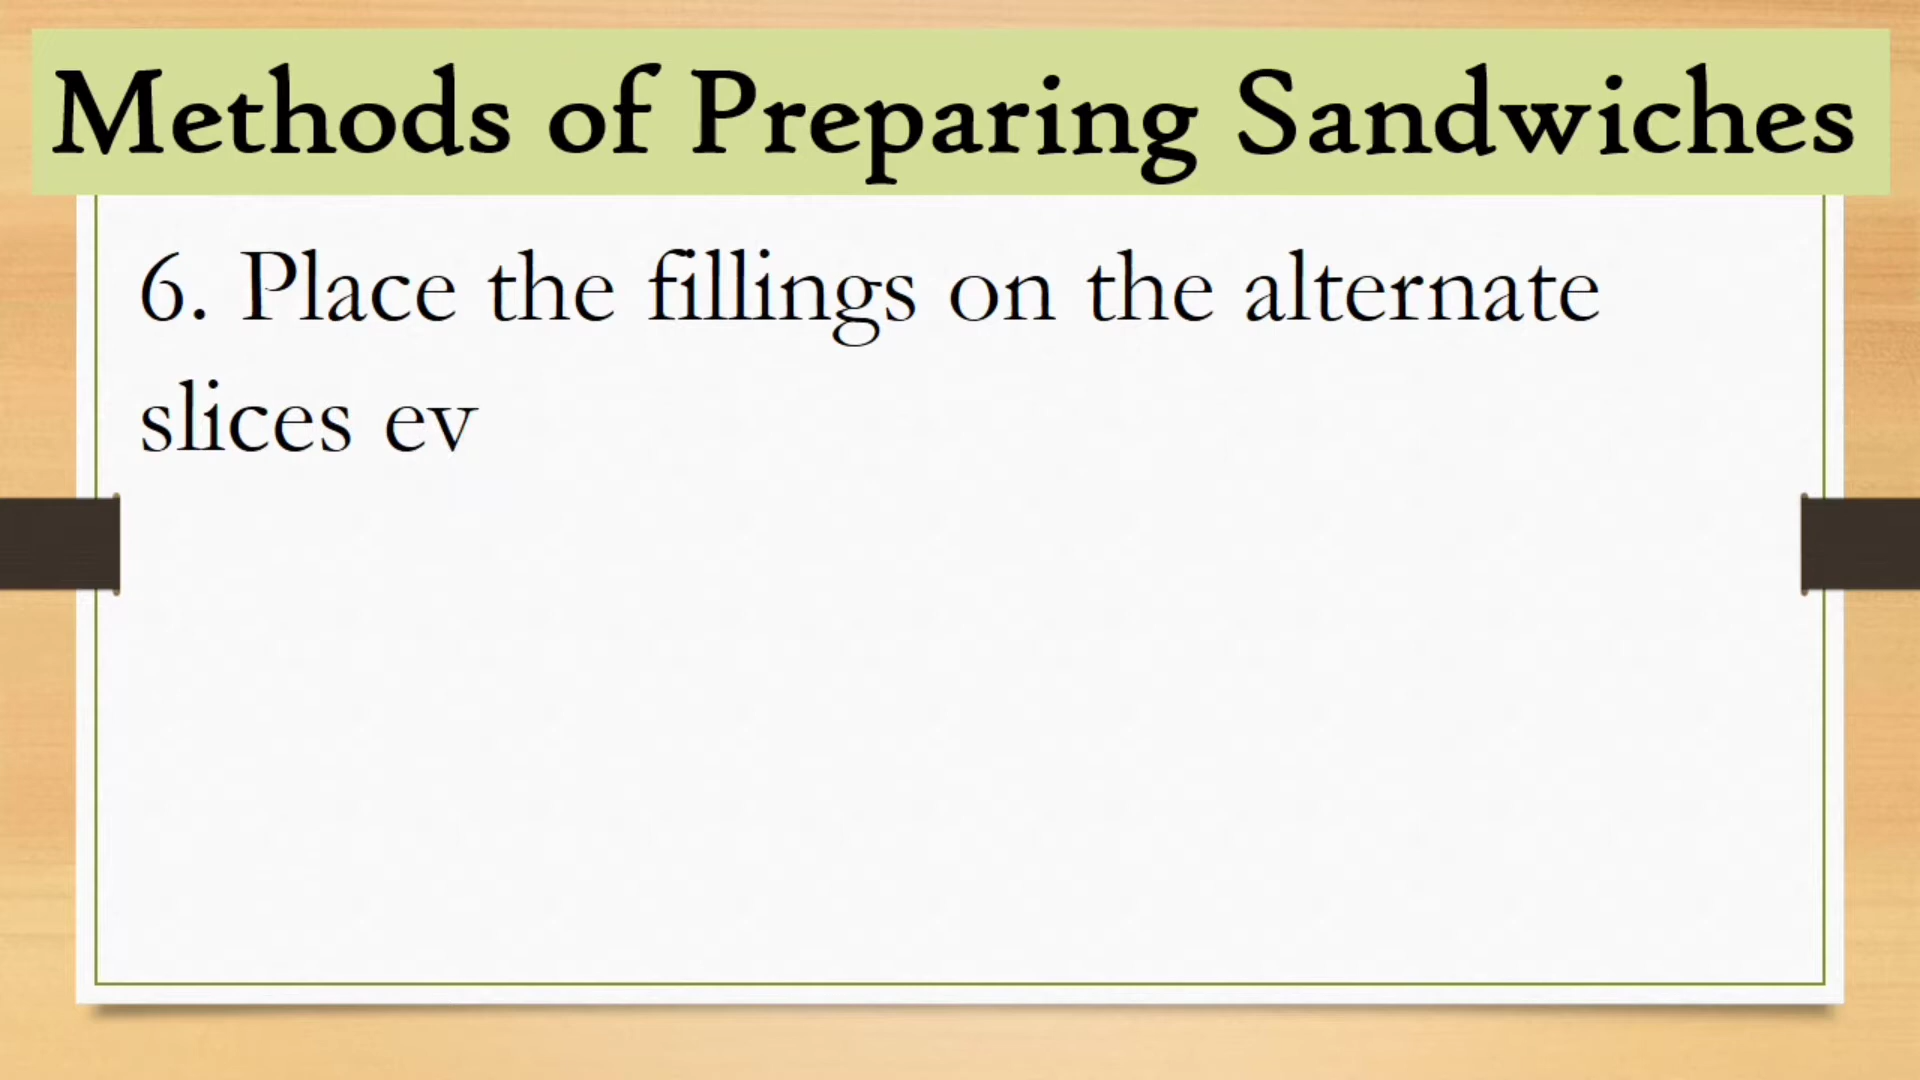 Methods of Preparing Sandwiches
6. Place the fillings on the alternate
slices ev